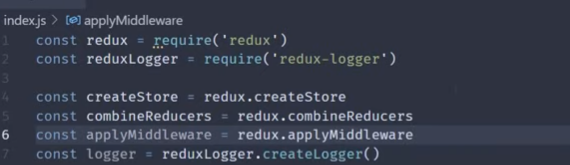 index.js > applyMiddleware
1 const redux = require('redux')
2 const reduxLogger = require('redux-logger')
3
4 const createStore = redux.createStore
5 const combineReducers = redux.combineReducers
6 const applyMiddleware = redux.applyMiddleware
7 const logger = reduxLogger.createLogger()